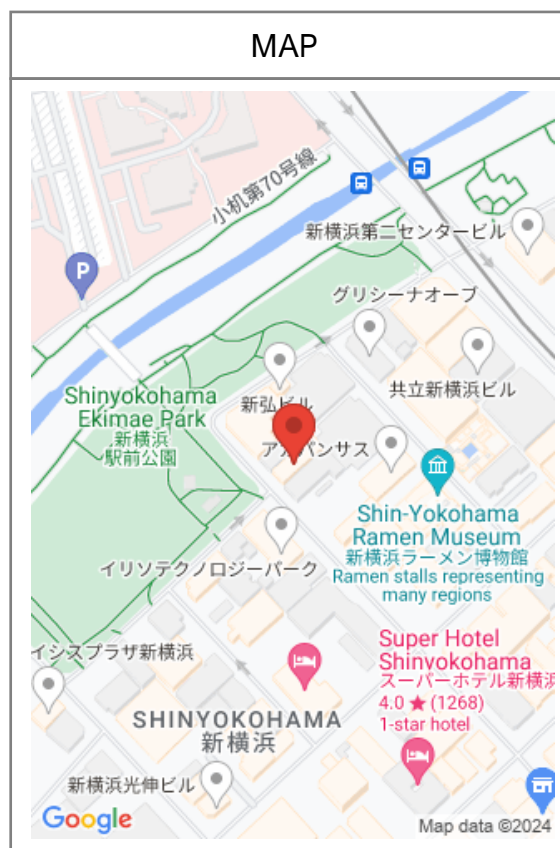 MAP
小机第70号線
新横浜第二センタービル
グリシーナオーブ
共立新横浜ビル
P
Shinyokohama
Ekimae Park
新横浜
駅前公園
新弘ビル
Shin-Yokohama
Ramen Museum
新横浜ラーメン博物館
Ramen stalls representing
many regions
イリソテクノロジーパーク
イシスプラザ新横浜
Super Hotel
Shinyokohama
スーパーホテル新横浜
4.0 ★ (1268)
1-star hotel
SHINYOKOHAMA
新横浜
新横浜光伸ビル
Google
Map data ©2024